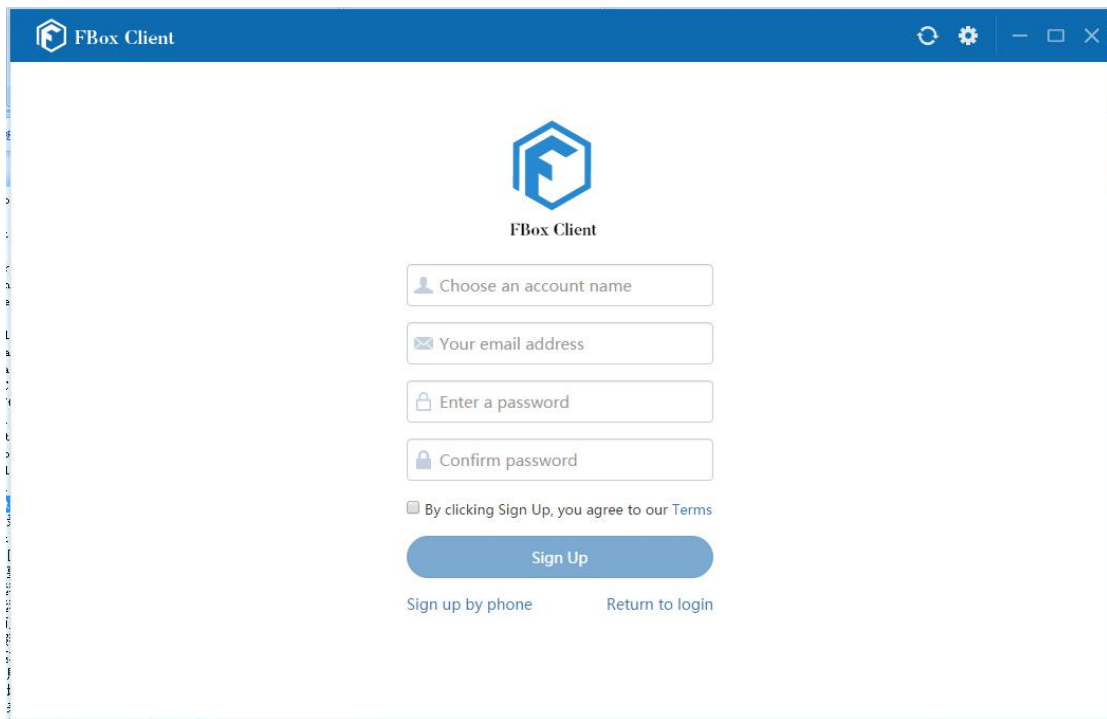 FBox Client
FBox Client
Choose an account name
Your email address
Enter a password
Confirm password
By clicking Sign Up, you agree to our Terms
Sign Up
Sign up by phone Return to login